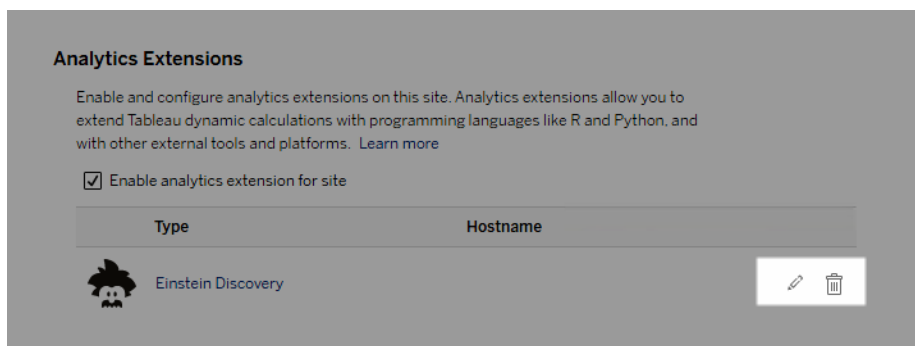 Analytics Extensions
Enable and configure analytics extensions on this site. Analytics extensions allow you to
extend Tableau dynamic calculations with programming languages like R and Python, and
with other external tools and platforms. Learn more
Enable analytics extension for site
Type Hostname
Einstein Discovery